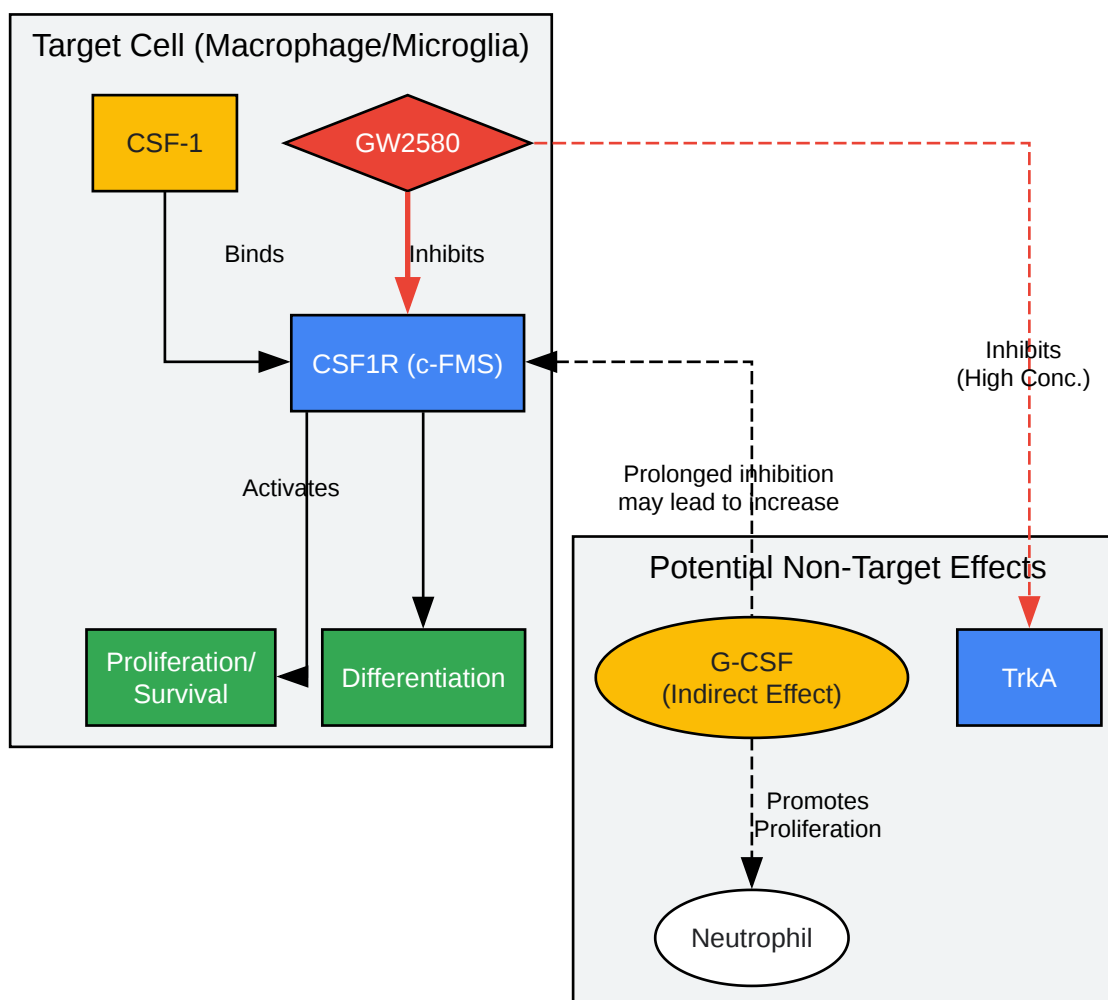 Target Cell (Macrophage/Microglia)
CSF-1
GW2580
Binds
Inhibits
CSF1R (c-FMS)
Inhibits
(High Conc.)
Activates
Prolonged inhibition
may lead to increase
Potential Non-Target Effects
Proliferation/
Survival
Differentiation
G-CSF
(Indirect Effect)
TrkA
Promotes
Proliferation
Neutrophil